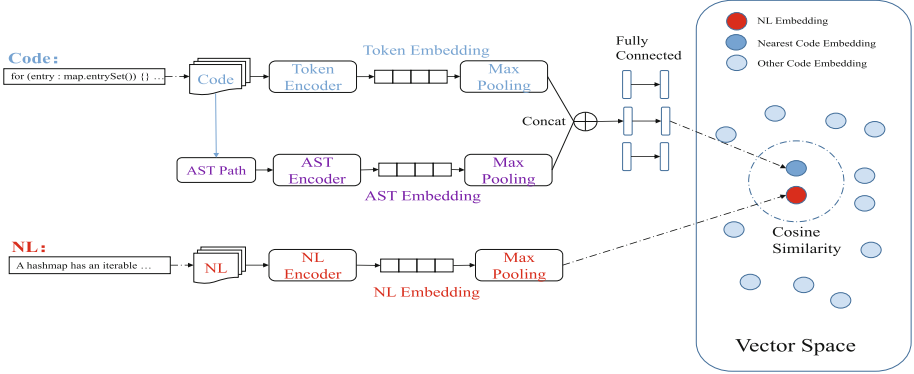 Code:
for (entry : map.entrySet()) {} ...
Code
Token
Encoder
Token Embedding
Max
Pooling
AST Path
AST
Encoder
AST Embedding
Max
Pooling
Concat
Fully
Connected
NL:
A hashmap has an iterable ...
NL
NL
Encoder
NL Embedding
Max
Pooling
NL Embedding
Nearest Code Embedding
Other Code Embedding
Cosine
Similarity
Vector Space